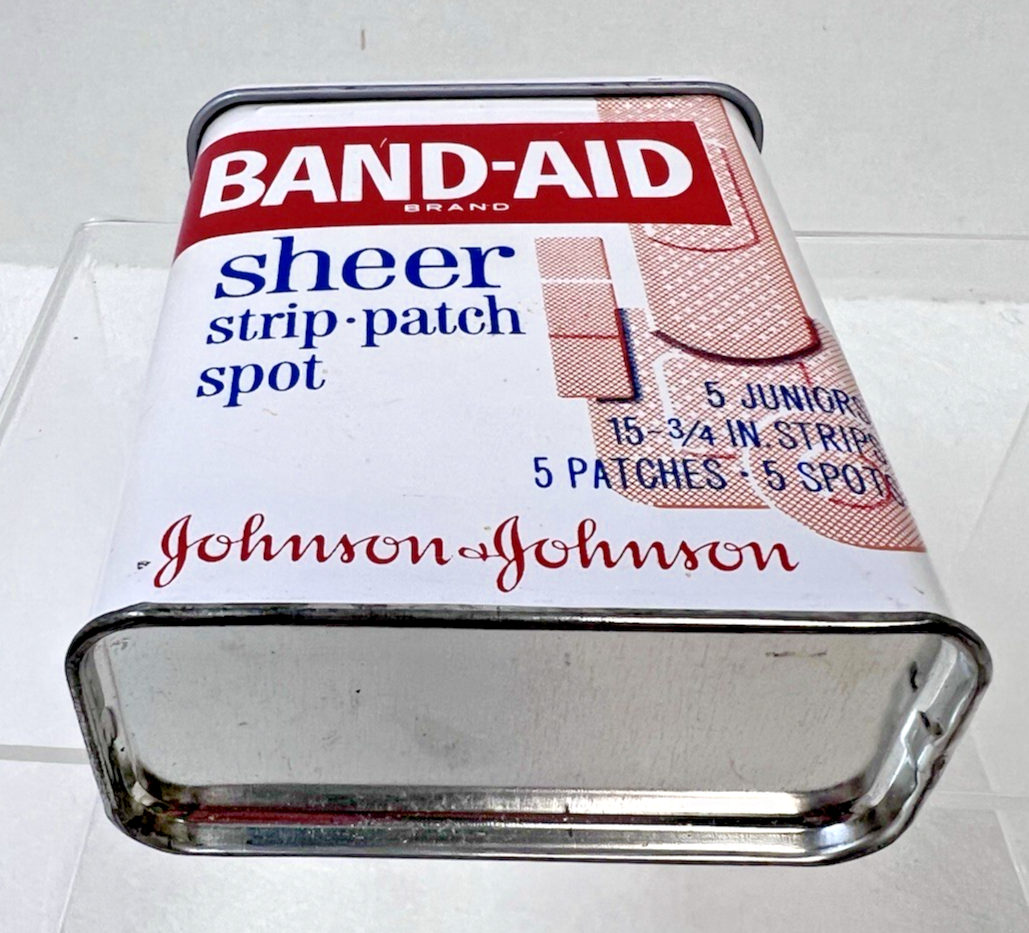 BAND-AID
BRAND
sheer
strip·patch
spot
5 JUNIORS
15-3/4 IN STRIPS
5 PATCHES · 5 SPOTS
Johnson & Johnson